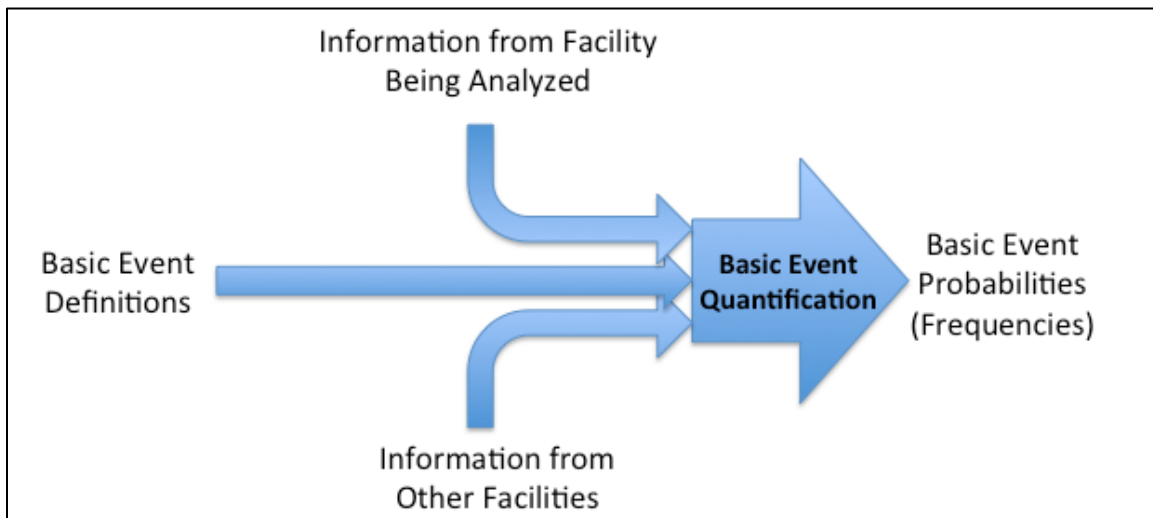 Information from Facility
Being Analyzed
Basic Event
Definitions
Basic Event
Quantification
Basic Event
Probabilities
(Frequencies)
Information from
Other Facilities